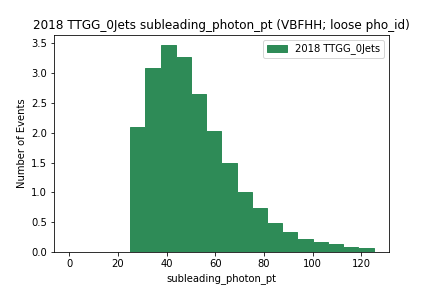 2018 TTGG_0Jets subleading_photon_pt (VBFHH; loose pho_id)
3.5
3.0
2.5
2.0
1.5
1.0
0.5
0.0
Number of Events
2018 TTGG_0Jets
0 20 40 60 80 100 120
subleading_photon_pt